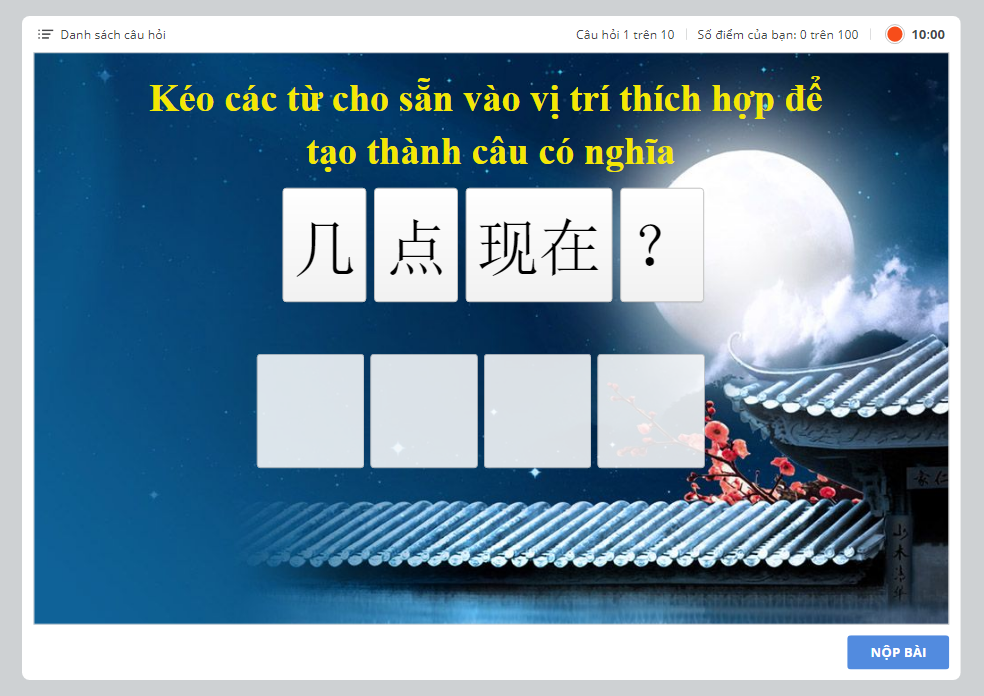 Danh sách câu hỏi
Câu hỏi 1 trên 10
Số điểm của bạn: 0 trên 100
10:00
Kéo các từ cho sẵn vào vị trí thích hợp để
tạo thành câu có nghĩa
几 点 现在 ?
NỘP BÀI